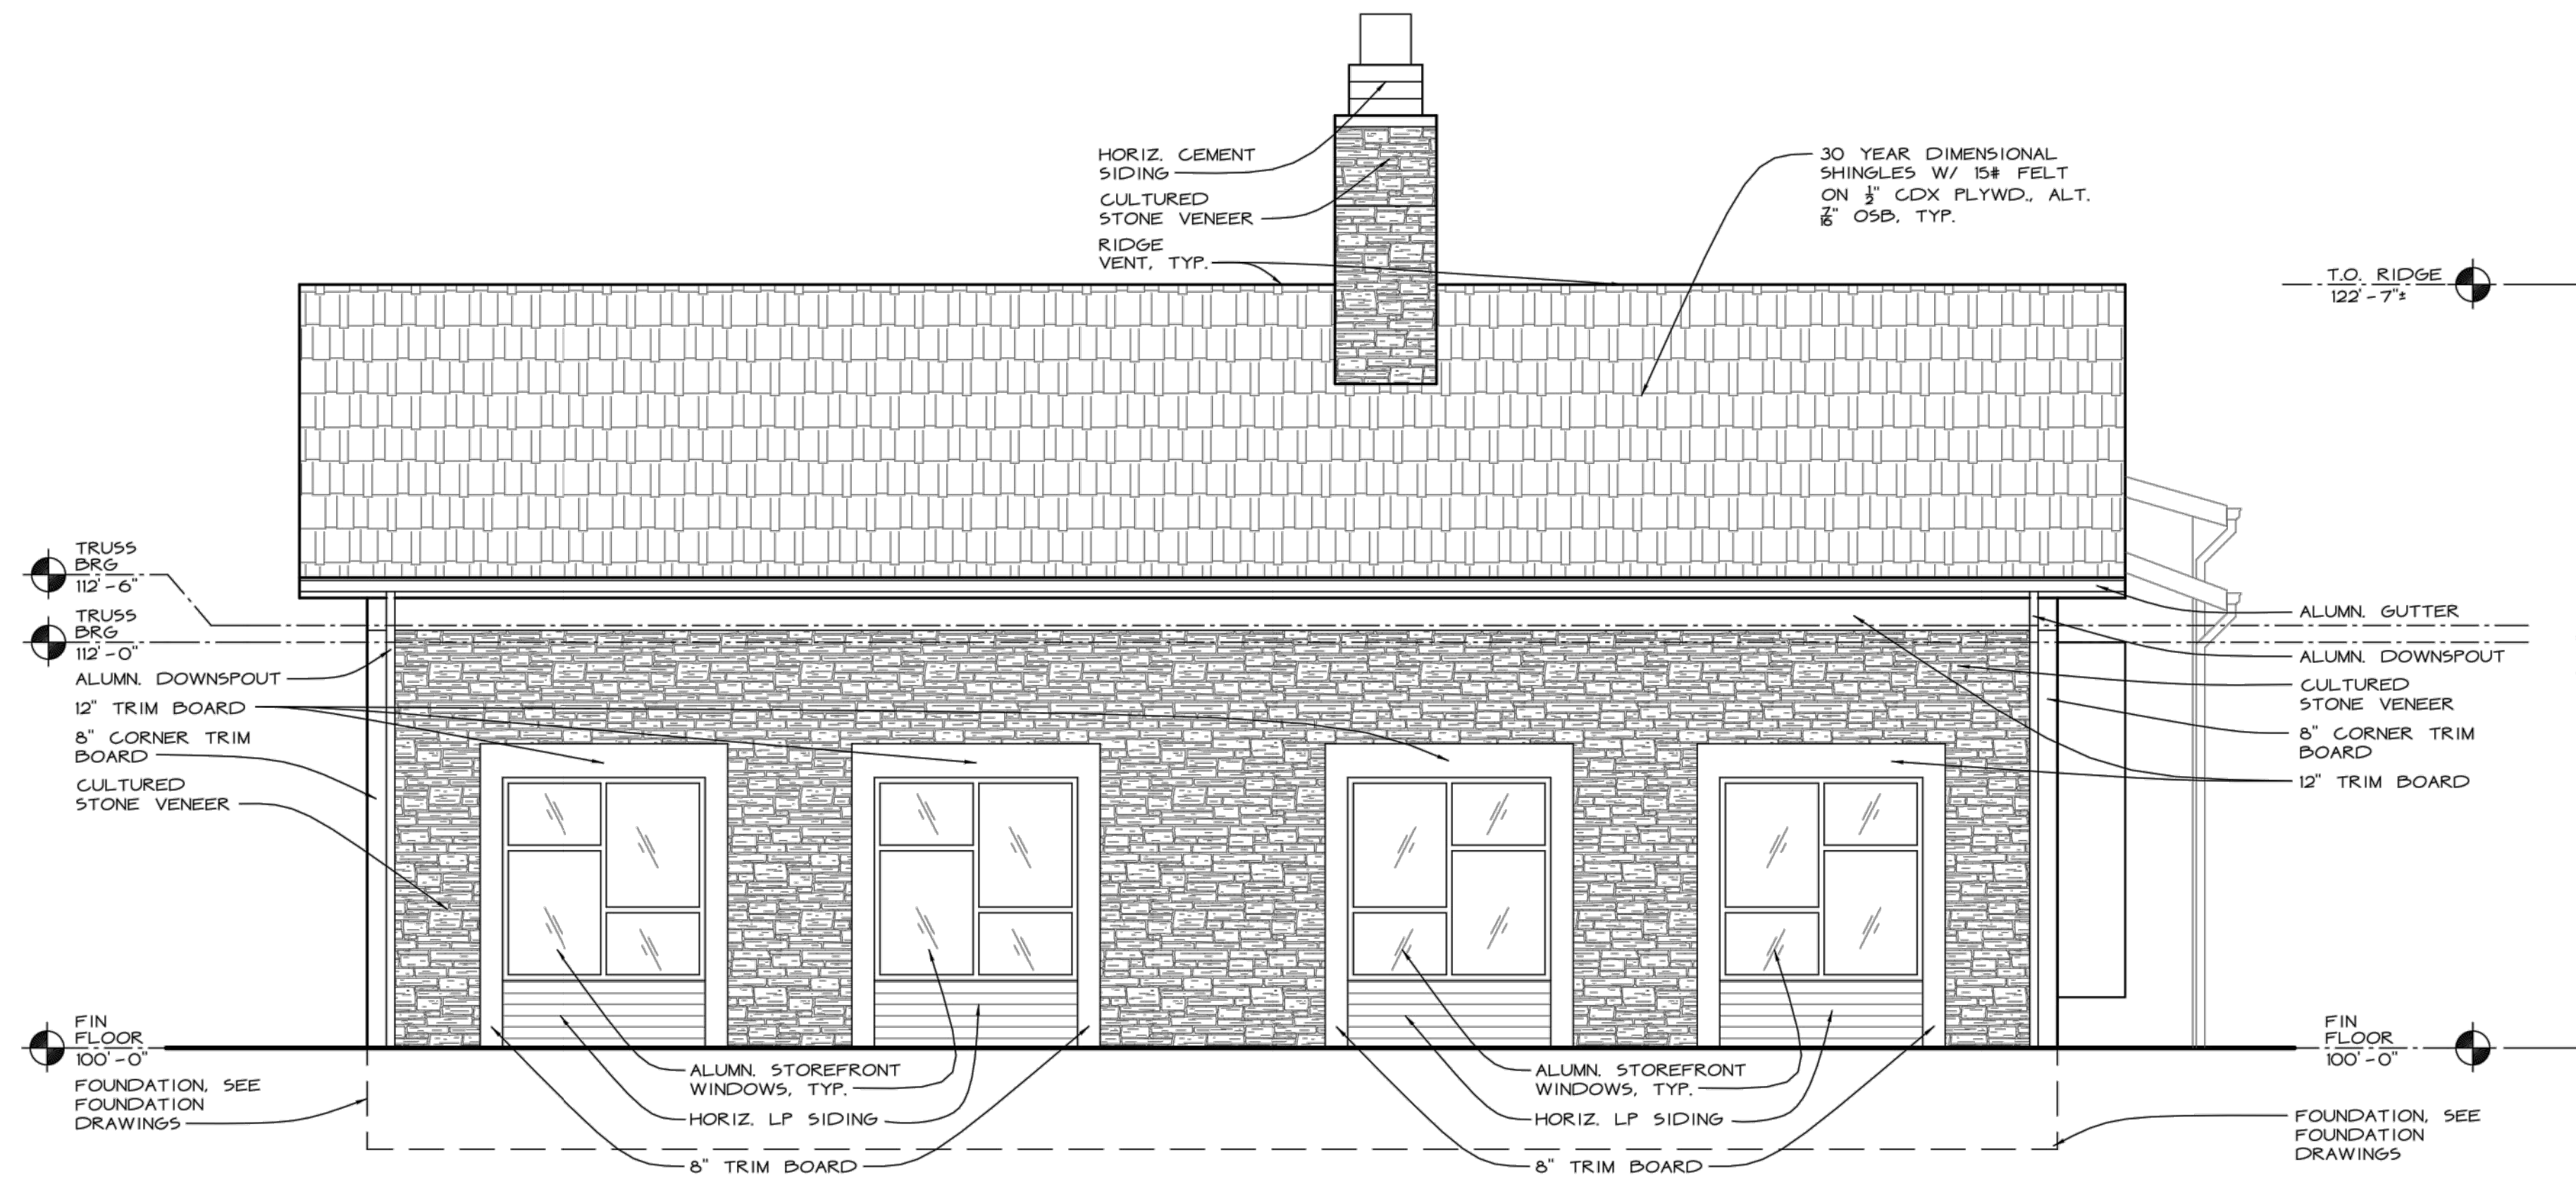 HORIZ. CEMENT
SIDING
CULTURED
STONE VENEER
RIDGE
VENT, TYP.
30 YEAR DIMENSIONAL
SHINGLES W/ 15# FELT
ON ½" CDX PLYWD., ALT.
7/16" OSB, TYP.
T.O. RIDGE
122'-7"±
TRUSS
BRG
112'-6"
TRUSS
BRG
112'-0"
ALUMN. DOWNSPOUT
12" TRIM BOARD
8" CORNER TRIM
BOARD
CULTURED
STONE VENEER
FIN
FLOOR
100'-0"
FOUNDATION, SEE
FOUNDATION
DRAWINGS
ALUMN. STOREFRONT
WINDOWS, TYP.
HORIZ. LP SIDING
8" TRIM BOARD
ALUMN. STOREFRONT
WINDOWS, TYP.
HORIZ. LP SIDING
8" TRIM BOARD
ALUMN. GUTTER
ALUMN. DOWNSPOUT
CULTURED
STONE VENEER
8" CORNER TRIM
BOARD
12" TRIM BOARD
FIN
FLOOR
100'-0"
FOUNDATION, SEE
FOUNDATION
DRAWINGS